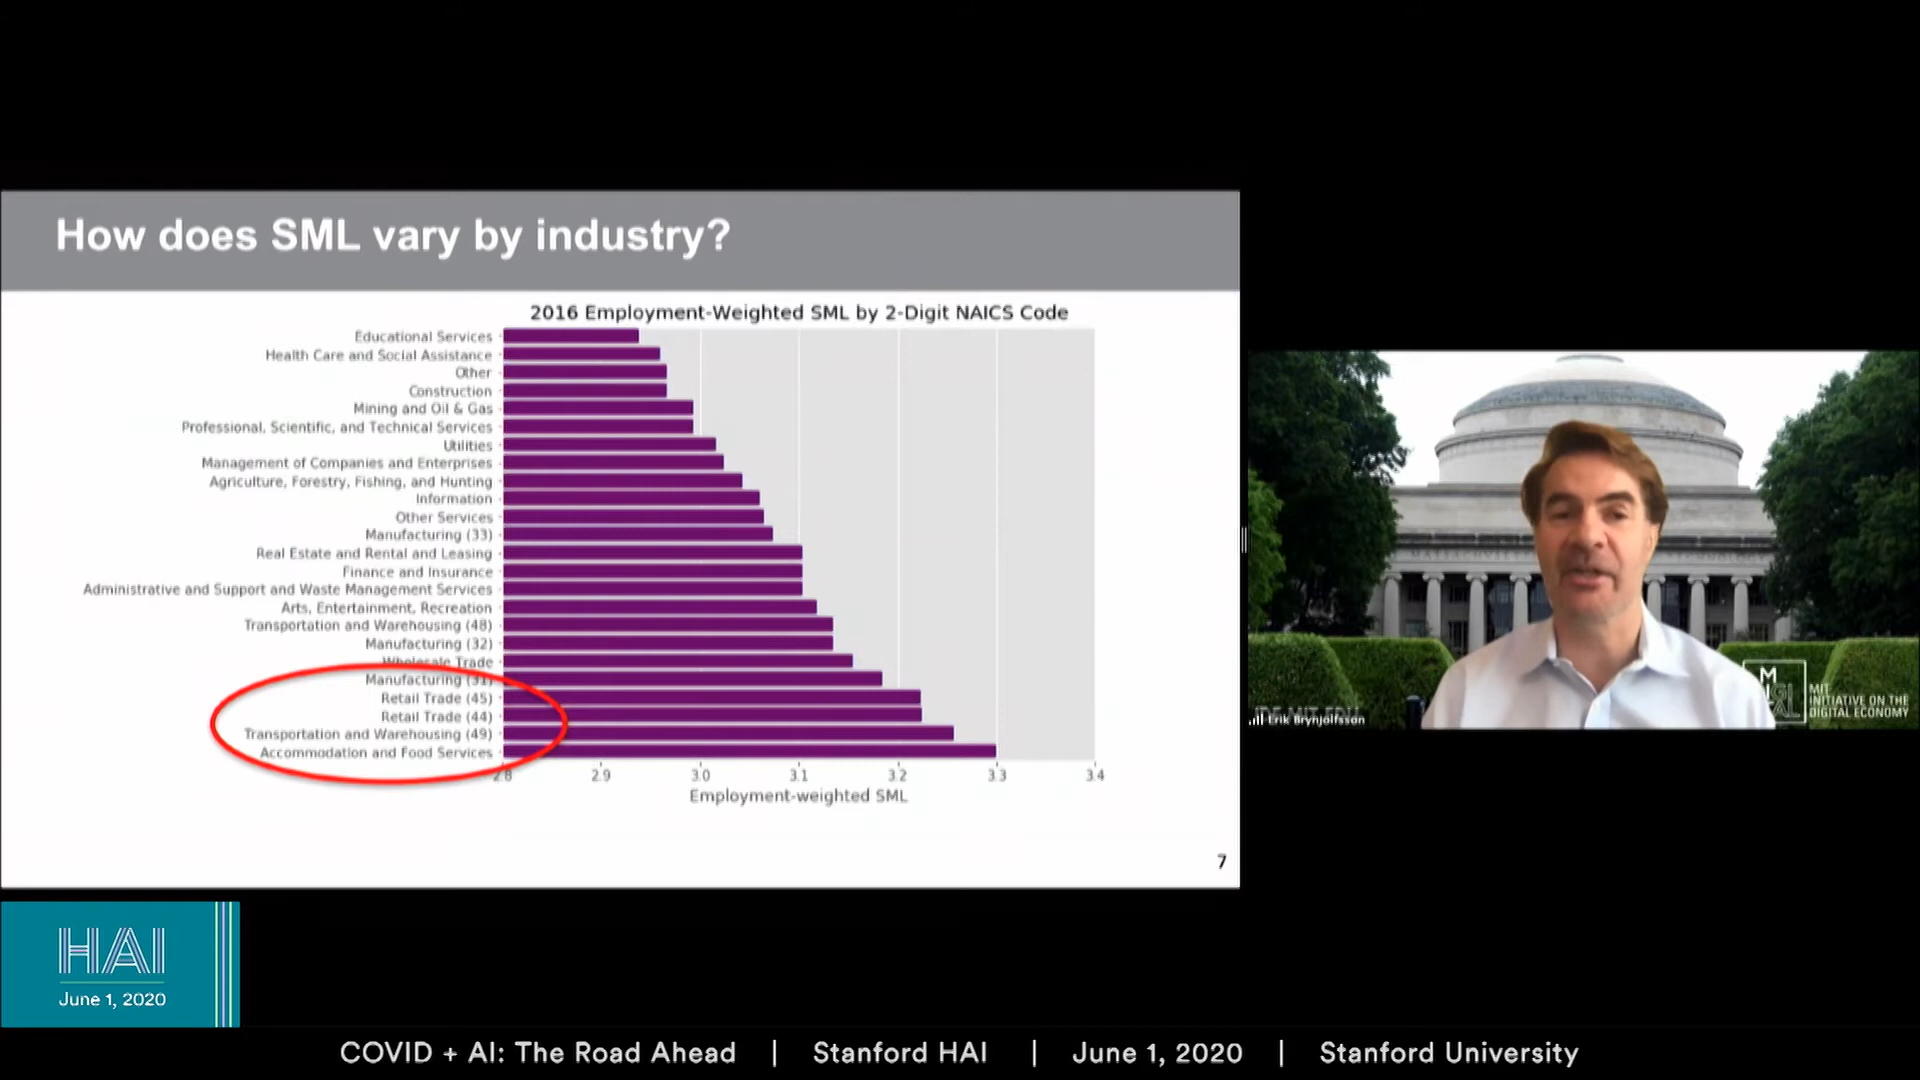 How does SML vary by industry?
2016 Employment-Weighted SML by 2-Digit NAICS Code
Educational Services
Health Care and Social Assistance
Other
Construction
Mining and Oil & Gas
Professional, Scientific, and Technical Services
Utilities
Management of Companies and Enterprises
Agriculture, Forestry, Fishing, and Hunting
Information
Other Services
Manufacturing (33)
Real Estate and Rental and Leasing
Finance and Insurance
Administrative and Support and Waste Management Services
Arts, Entertainment, Recreation
Transportation and Warehousing (48)
Manufacturing (32)
Wholesale Trade
Manufacturing (31)
Retail Trade (45)
Retail Trade (44)
Transportation and Warehousing (49)
Accommodation and Food Services
2.8 2.9 3.0 3.1 3.2 3.3 3.4
Employment-weighted SML
7
MIT
INITIATIVE ON THE
DIGITAL ECONOMY
Erik Brynjolfsson
HAI
June 1, 2020
COVID + AI: The Road Ahead | Stanford HAI | June 1, 2020 | Stanford University